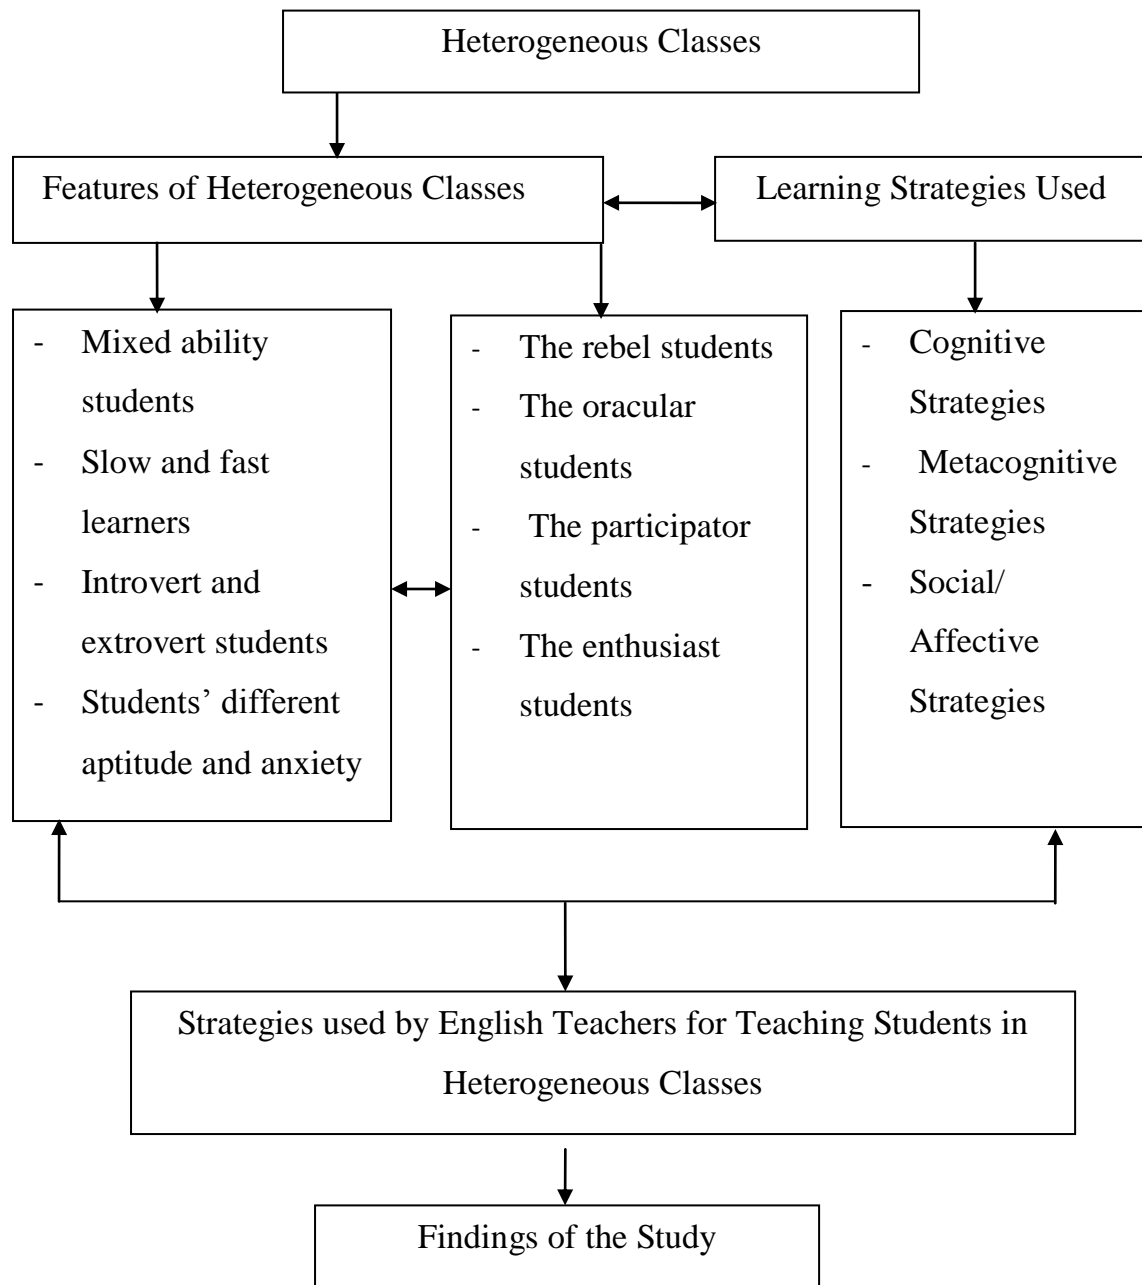 Heterogeneous Classes
Features of Heterogeneous Classes
Learning Strategies Used
- Mixed ability
students
- Slow and fast
learners
- Introvert and
extrovert students
- Students’ different
aptitude and anxiety
- The rebel students
- The oracular
students
- The participator
students
- The enthusiast
students
- Cognitive
Strategies
- Metacognitive
Strategies
- Social/
Affective
Strategies
Strategies used by English Teachers for Teaching Students in
Heterogeneous Classes
Findings of the Study